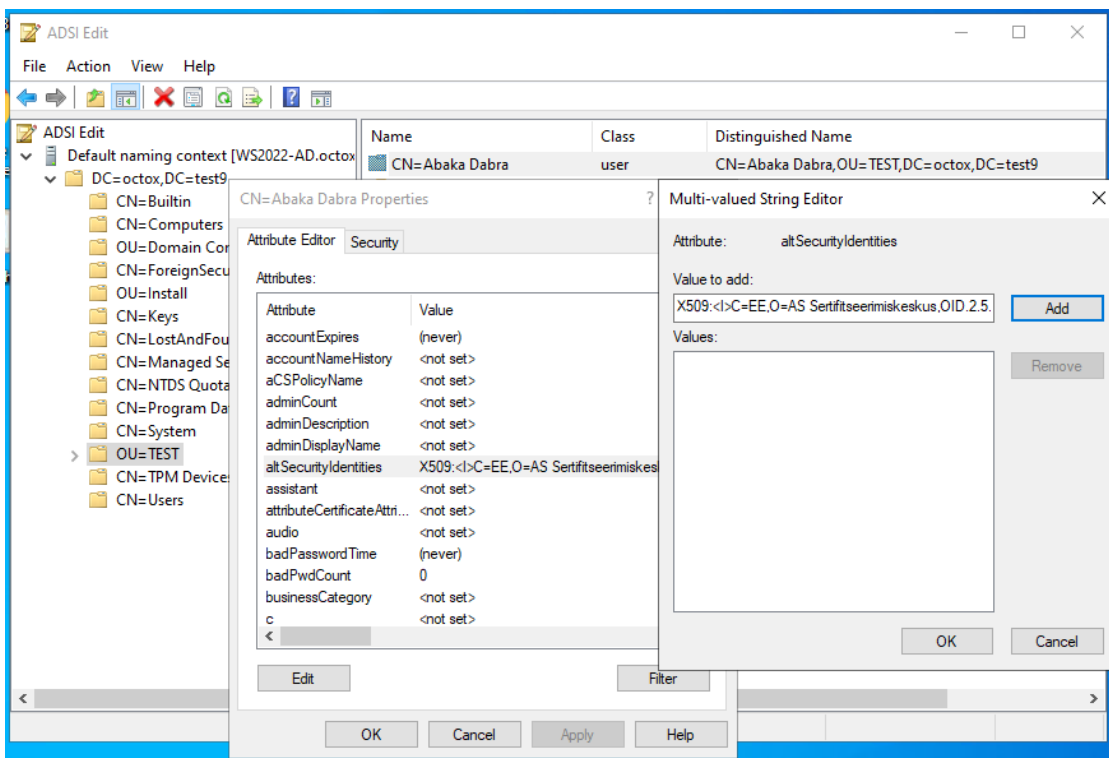 ADSI Edit
File Action View Help
ADSI Edit
Default naming context [WS2022-AD.octox
DC=octox,DC=test9
CN=Builtin
CN=Computers
OU=Domain Cor
CN=ForeignSecu
OU=Install
CN=Keys
CN=LostAndFou
CN=Managed Se
CN=NTDS Quota
CN=Program Da
CN=System
OU=TEST
CN=TPM Device
CN=Users
Name Class Distinguished Name
CN=Abaka Dabra user CN=Abaka Dabra,OU=TEST,DC=octox,DC=test9
CN=Abaka Dabra Properties ?
Attribute Editor Security
Attributes:
Attribute Value
accountExpires (never)
accountNameHistory <not set>
aCSPolicyName <not set>
adminCount <not set>
adminDescription <not set>
adminDisplayName <not set>
altSecurityIdentities X509:<I>C=EE,O=AS Sertifitseerimiskes
assistant <not set>
attributeCertificateAttri... <not set>
audio <not set>
badPasswordTime (never)
badPwdCount 0
businessCategory <not set>
c <not set>
Edit Filter
OK Cancel Apply Help
Multi-valued String Editor
Attribute: altSecurityIdentities
Value to add:
X509:<I>C=EE,O=AS Sertifitseerimiskeskus,OID.2.5.
Add
Values:
Remove
OK Cancel